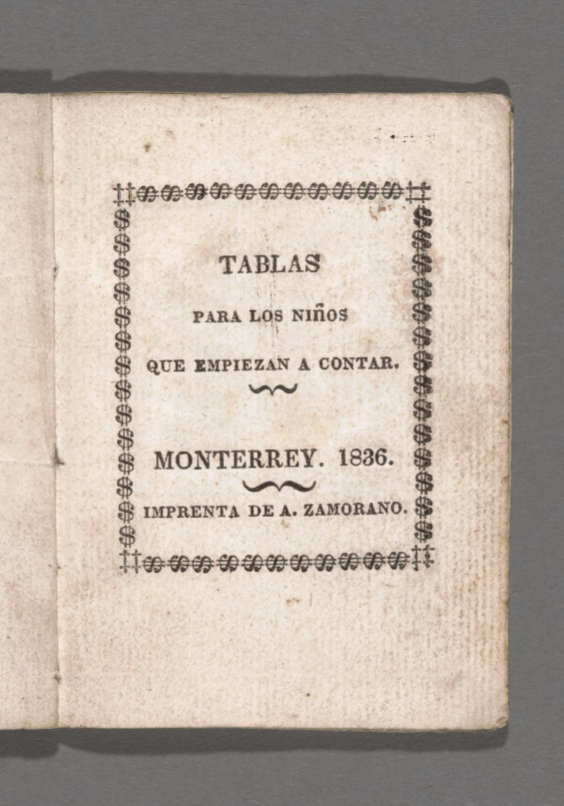 TABLAS
PARA LOS NIñOS
QUE EMPIEZAN A CONTAR.
MONTERREY. 1836.
IMPRENTA DE A. ZAMORANO.